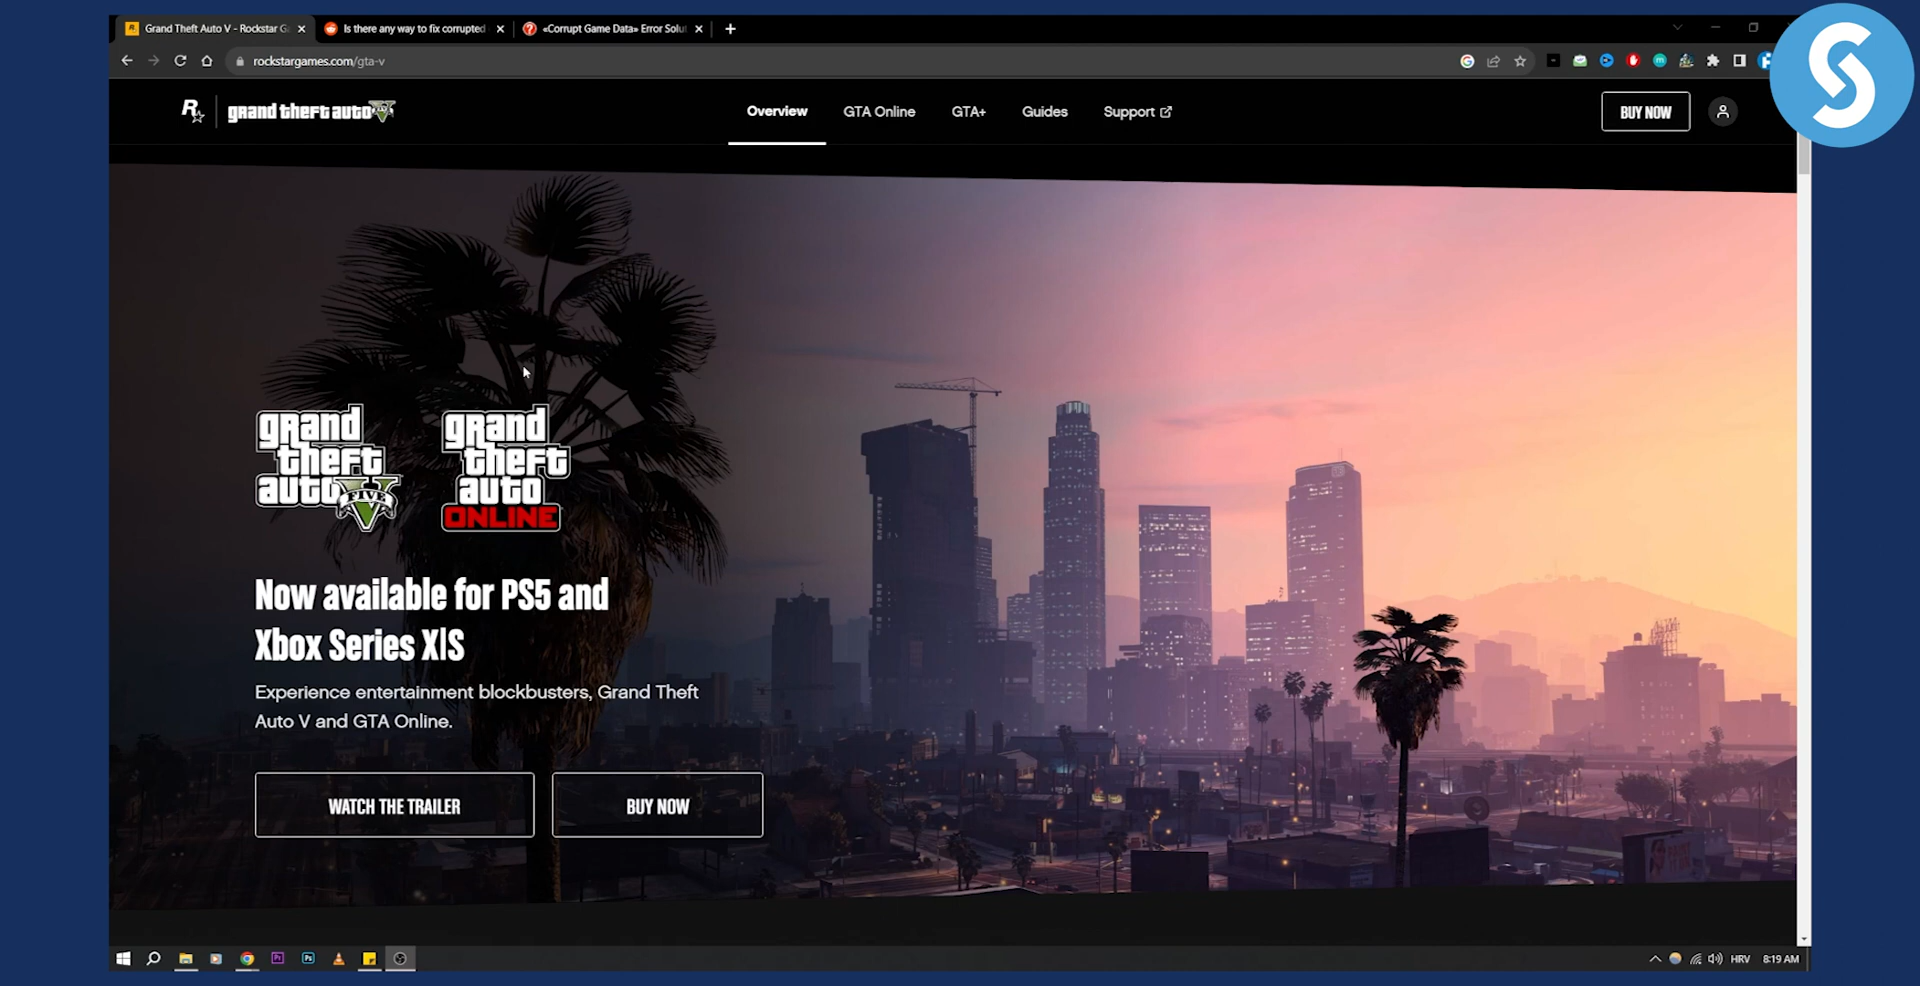 Grand Theft Auto V - Rockstar G
Is there any way to fix corrupted
«Corrupt Game Data» Error Solut
rockstargames.com/gta-v
grand theft auto V
Overview
GTA Online
GTA+
Guides
Support
BUY NOW
grand
theft
auto
FIVE
grand
theft
auto
ONLINE
Now available for PS5 and
Xbox Series X|S
Experience entertainment blockbusters, Grand Theft
Auto V and GTA Online.
WATCH THE TRAILER
BUY NOW
HRV
8:19 AM